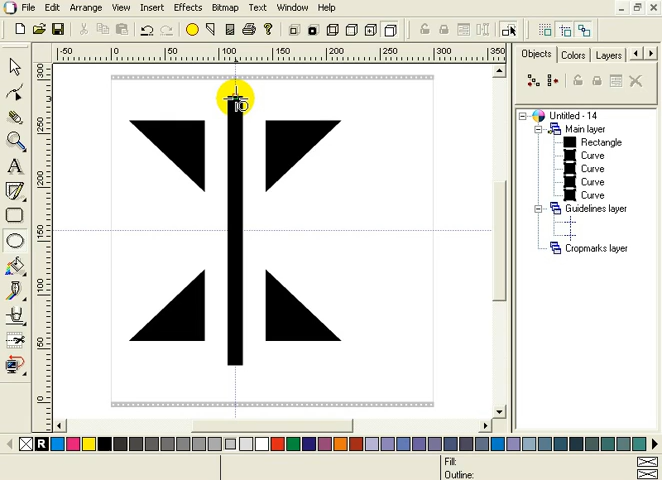 File Edit Arrange View Insert Effects Bitmap Text Window Help
-50 0 50 100 150 200 250 300 350
300
250
200
150
100
50
0
Objects Colors Layers
Untitled - 14
Main layer
Rectangle
Curve
Curve
Curve
Curve
Guidelines layer
Cropmarks layer
A
R
Fill:
Outline: